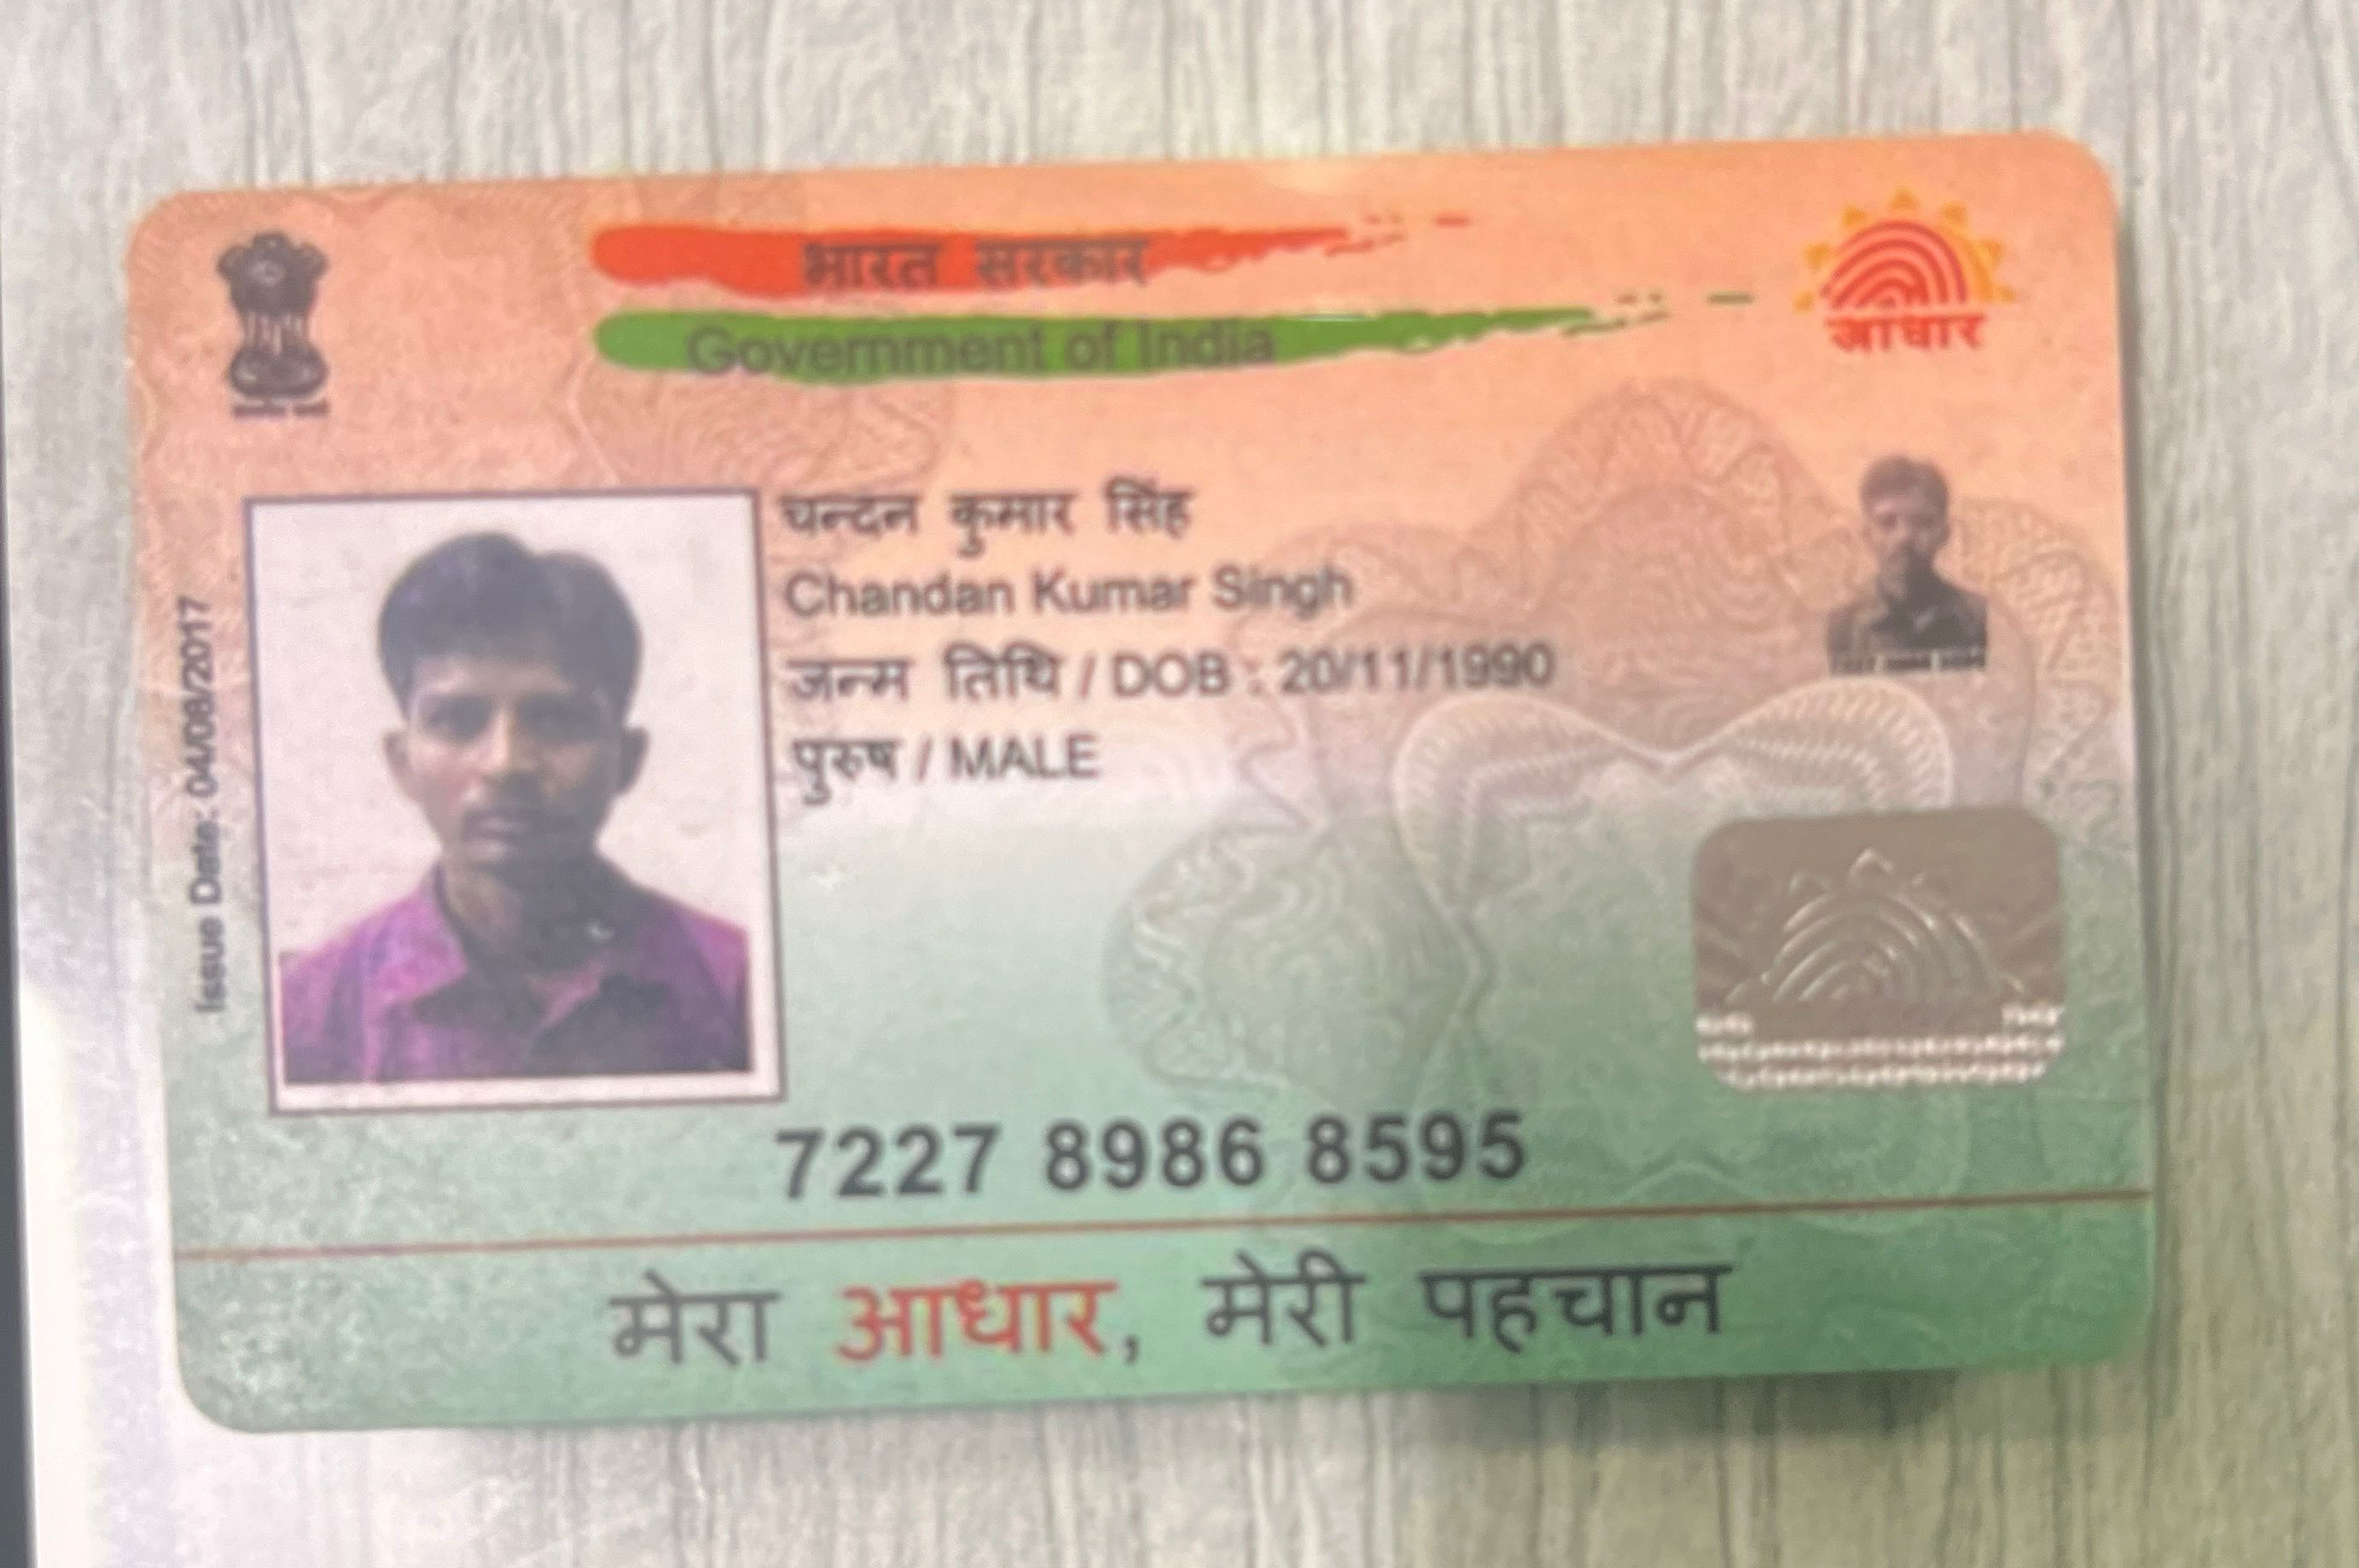 भारत सरकार
Government of India
आधार
Issue Date: 04/08/2017
चन्दन कुमार सिंह
Chandan Kumar Singh
जन्म तिथि / DOB : 20/11/1990
पुरुष / MALE
7227 8986 8595
मेरा आधार, मेरी पहचान